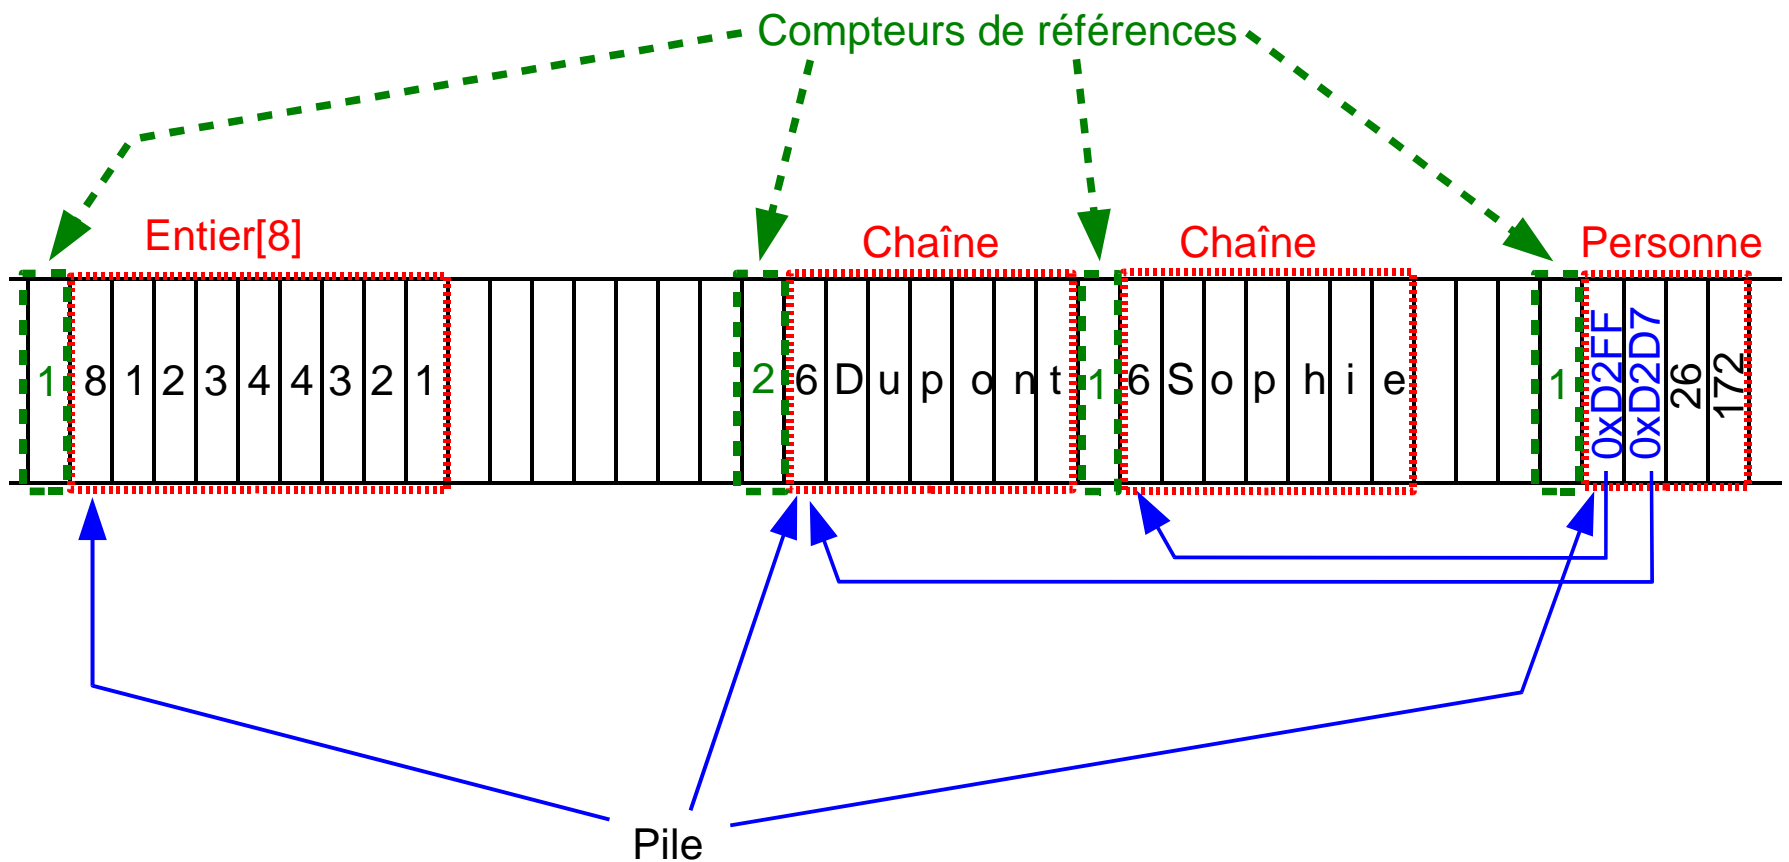 Compteurs de références
Entier[8]
Chaîne
Chaîne
Personne
1 8 1 2 3 4 4 3 2 1
2 6 D u p o n t
1 6 S o p h i e
1 0xD2FF 0xD2D7 26 172
Pile